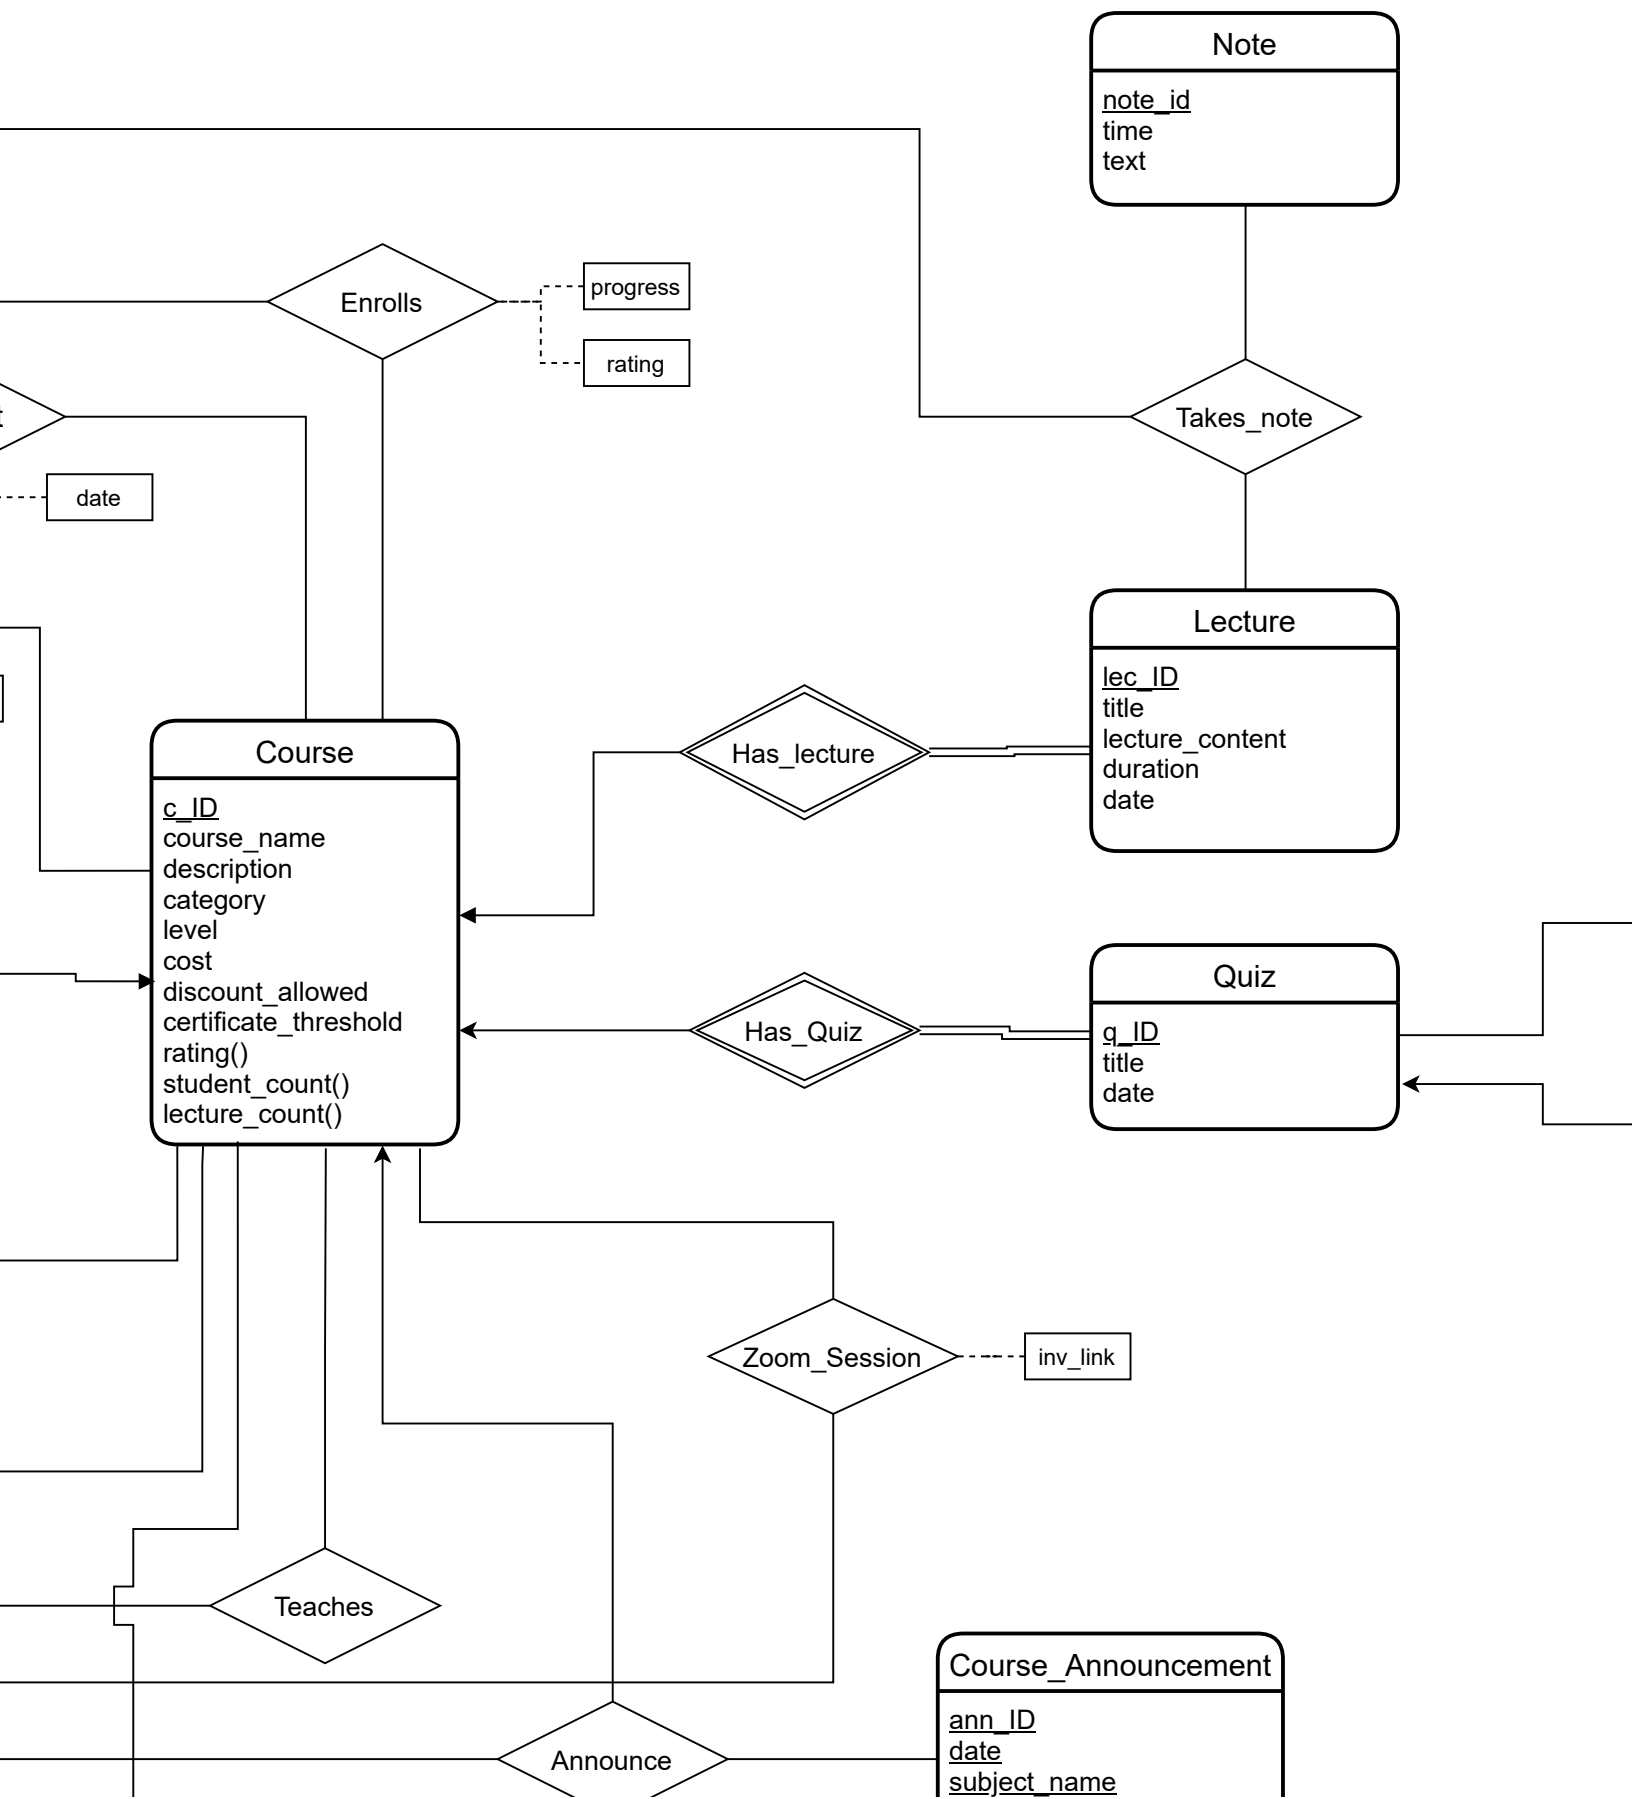 Note
note_id
time
text
Enrolls
progress
rating
t
Takes_note
date
Lecture
lec_ID
title
lecture_content
duration
date
Has_lecture
Course
c_ID
course_name
description
category
level
cost
discount_allowed
certificate_threshold
rating()
student_count()
lecture_count()
Has_Quiz
Quiz
q_ID
title
date
Zoom_Session
inv_link
Teaches
Announce
Course_Announcement
ann_ID
date
subject_name